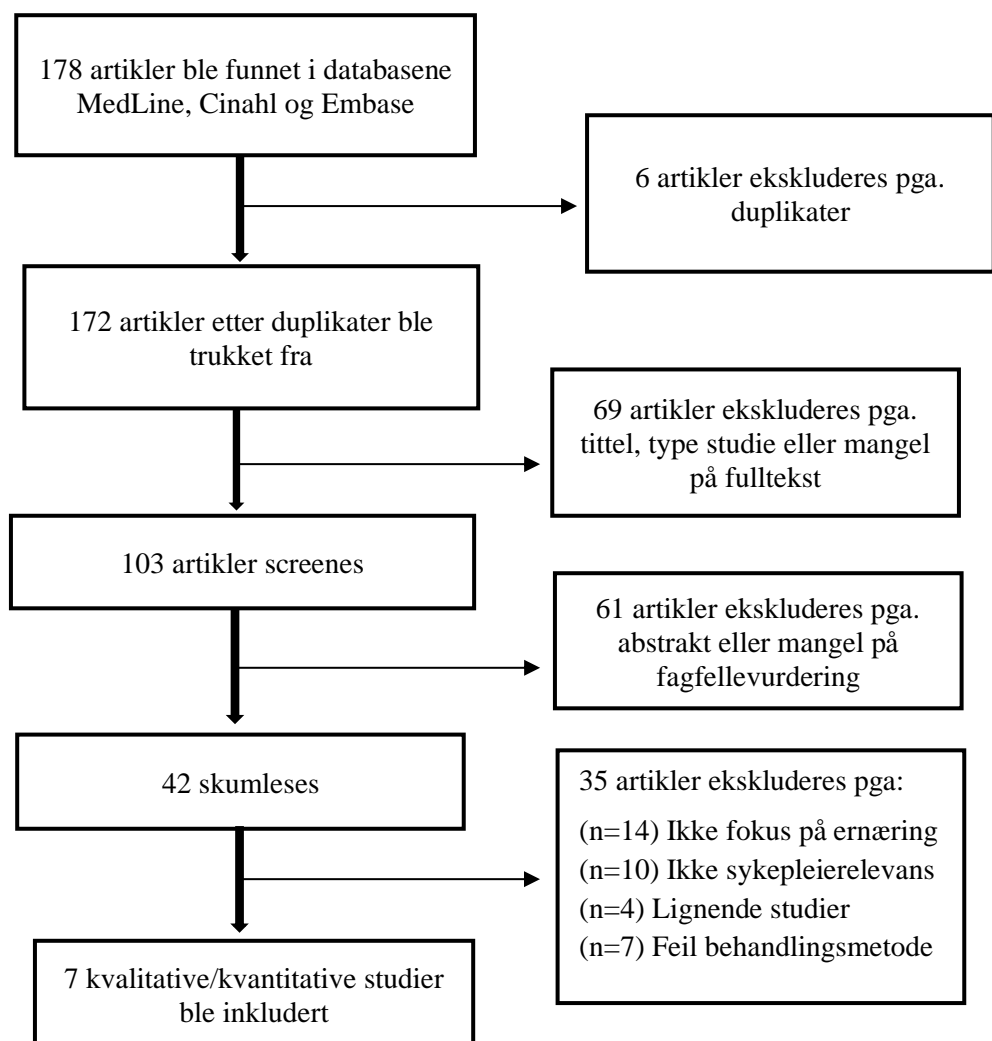 178 artikler ble funnet i databasene
MedLine, Cinahl og Embase
6 artikler ekskluderes pga.
duplikater
172 artikler etter duplikater ble
trukket fra
69 artikler ekskluderes pga.
tittel, type studie eller mangel
på fulltekst
103 artikler screenes
61 artikler ekskluderes pga.
abstrakt eller mangel på
fagfellevurdering
42 skumleses
35 artikler ekskluderes pga:
(n=14) Ikke fokus på ernæring
(n=10) Ikke sykepleierelevans
(n=4) Lignende studier
(n=7) Feil behandlingsmetode
7 kvalitative/kvantitative studier
ble inkludert